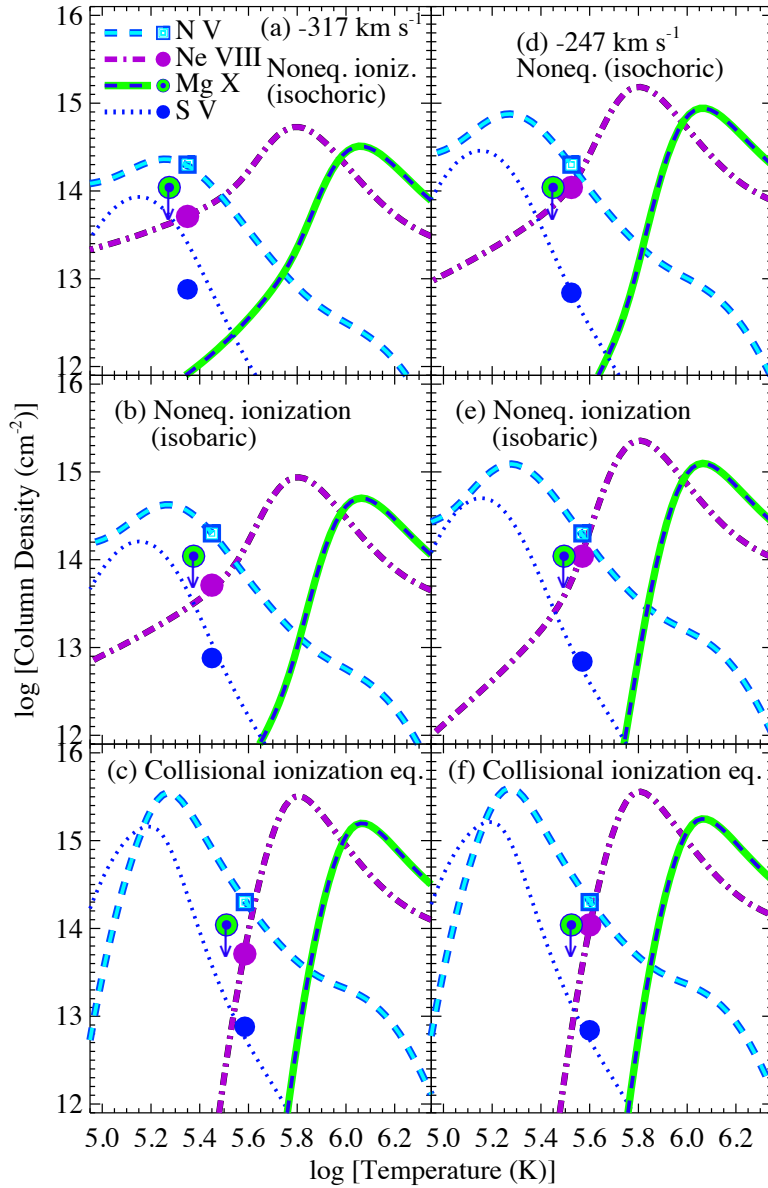 16
15
14
13
12
N V
Ne VIII
Mg X
S V
(a) -317 km s⁻¹
Noneq. ioniz.
(isochoric)
(d) -247 km s⁻¹
Noneq. (isochoric)
16
15
14
13
12
(b) Noneq. ionization
(isobaric)
(e) Noneq. ionization
(isobaric)
log [Column Density (cm⁻²)]
16
15
14
13
12
(c) Collisional ionization eq.
(f) Collisional ionization eq.
5.0 5.2 5.4 5.6 5.8 6.0 6.2
5.0 5.2 5.4 5.6 5.8 6.0 6.2
log [Temperature (K)]